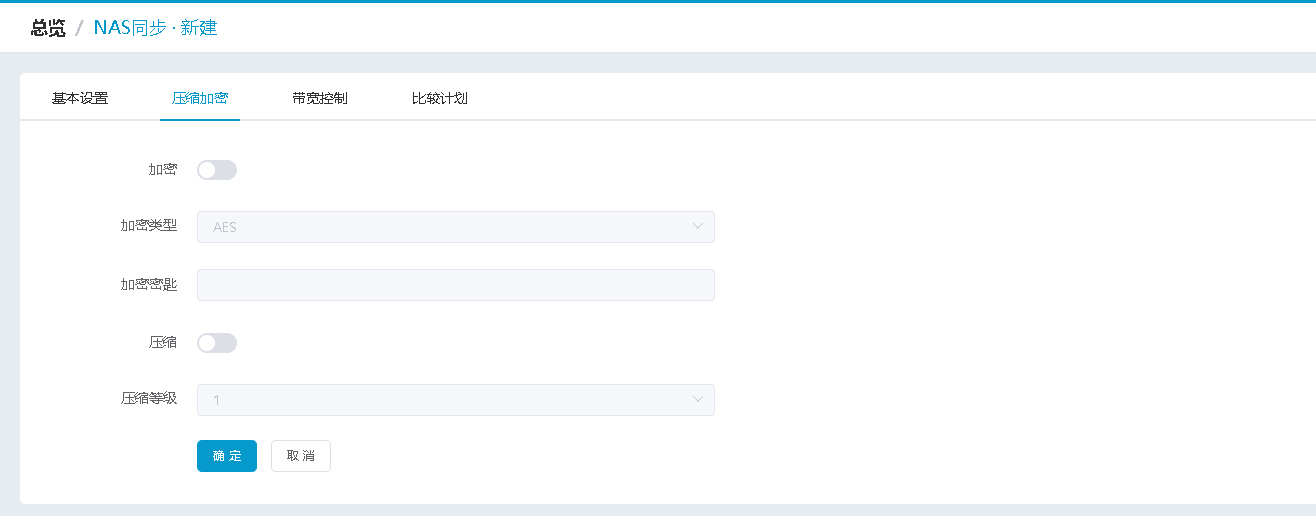 总览 / NAS同步 · 新建
基本设置 压缩加密 带宽控制 比较计划
加密
加密类型 AES
加密密匙
压缩
压缩等级 1
确 定 取 消